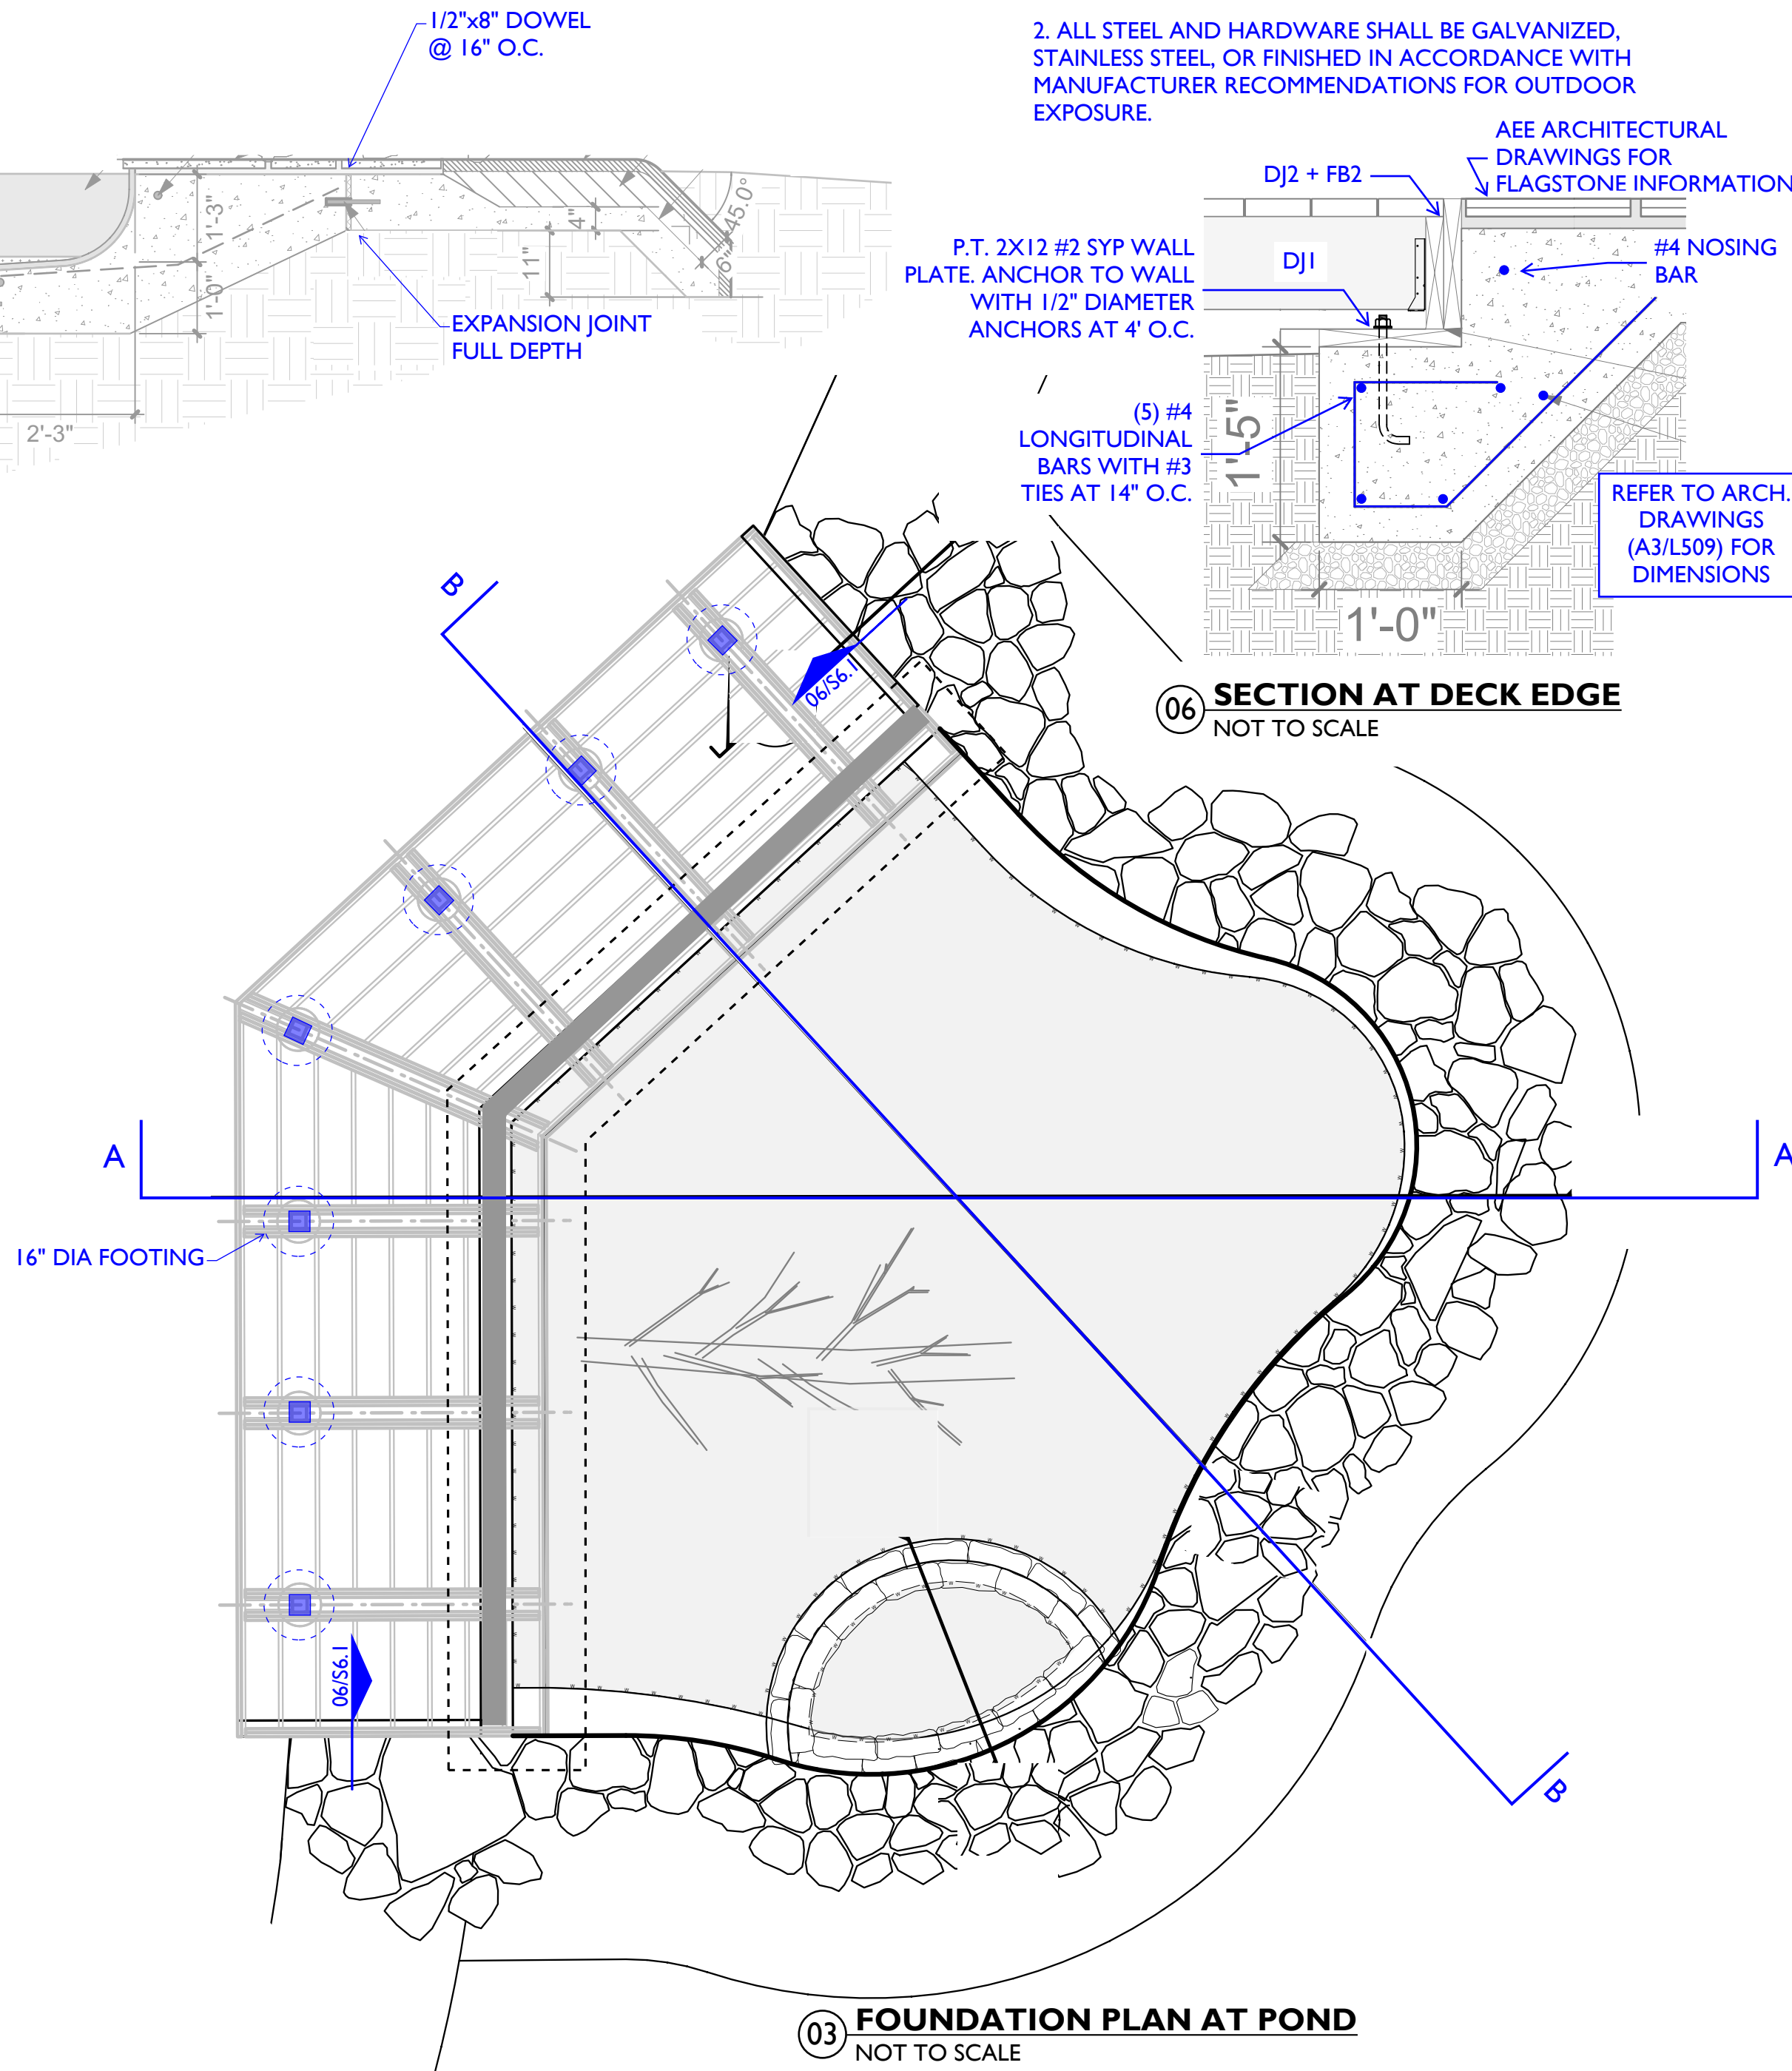 1/2"x8" DOWEL
@ 16" O.C.
2. ALL STEEL AND HARDWARE SHALL BE GALVANIZED,
STAINLESS STEEL, OR FINISHED IN ACCORDANCE WITH
MANUFACTURER RECOMMENDATIONS FOR OUTDOOR
EXPOSURE.
1'-3"
1'-0"
4"
11"
45.0°
6"
2'-3"
EXPANSION JOINT
FULL DEPTH
AEE ARCHITECTURAL
DRAWINGS FOR
FLAGSTONE INFORMATION
DJ2 + FB2
DJ1
#4 NOSING
BAR
P.T. 2X12 #2 SYP WALL
PLATE. ANCHOR TO WALL
WITH 1/2" DIAMETER
ANCHORS AT 4' O.C.
(5) #4
LONGITUDINAL
BARS WITH #3
TIES AT 14" O.C.
1'-5"
1'-0"
REFER TO ARCH.
DRAWINGS
(A3/L509) FOR
DIMENSIONS
06 SECTION AT DECK EDGE
NOT TO SCALE
B
06/S6.1
A
A
16" DIA FOOTING
06/S6.1
B
03 FOUNDATION PLAN AT POND
NOT TO SCALE